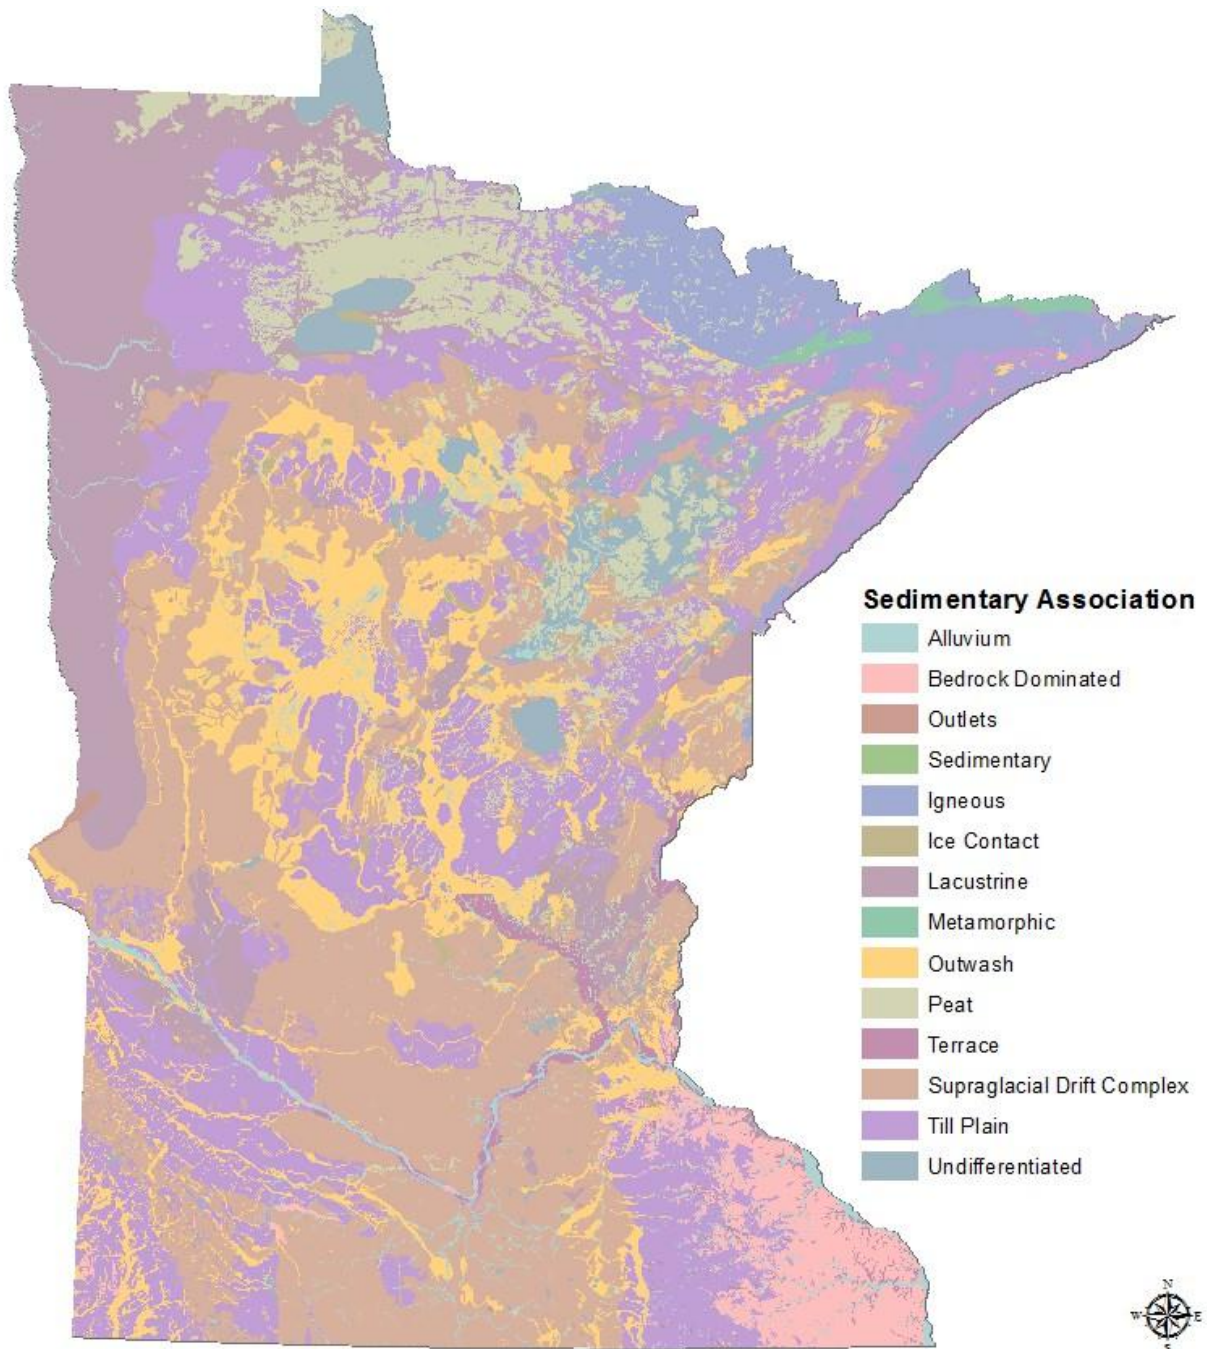 Sedimentary Association
Alluvium
Bedrock Dominated
Outlets
Sedimentary
Igneous
Ice Contact
Lacustrine
Metamorphic
Outwash
Peat
Terrace
Supraglacial Drift Complex
Till Plain
Undifferentiated
N
W E
S